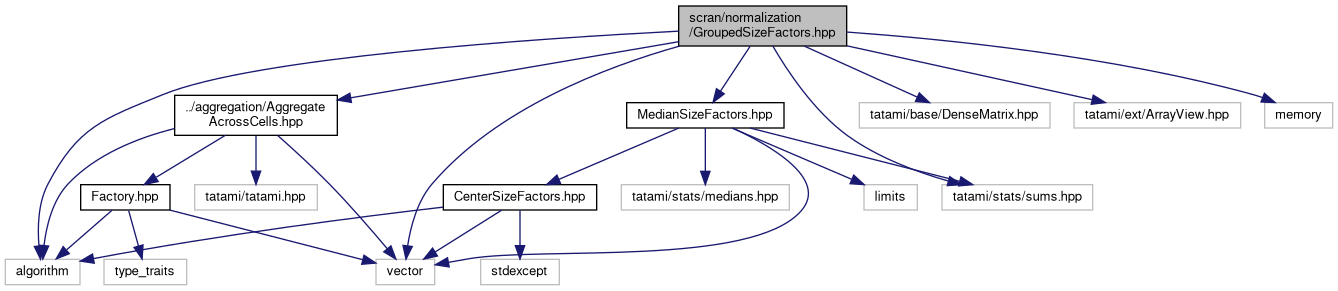 scran/normalization
/GroupedSizeFactors.hpp
../aggregation/Aggregate
AcrossCells.hpp
MedianSizeFactors.hpp
tatami/base/DenseMatrix.hpp
tatami/ext/ArrayView.hpp
memory
Factory.hpp
tatami/tatami.hpp
CenterSizeFactors.hpp
tatami/stats/medians.hpp
limits
tatami/stats/sums.hpp
algorithm
type_traits
vector
stdexcept